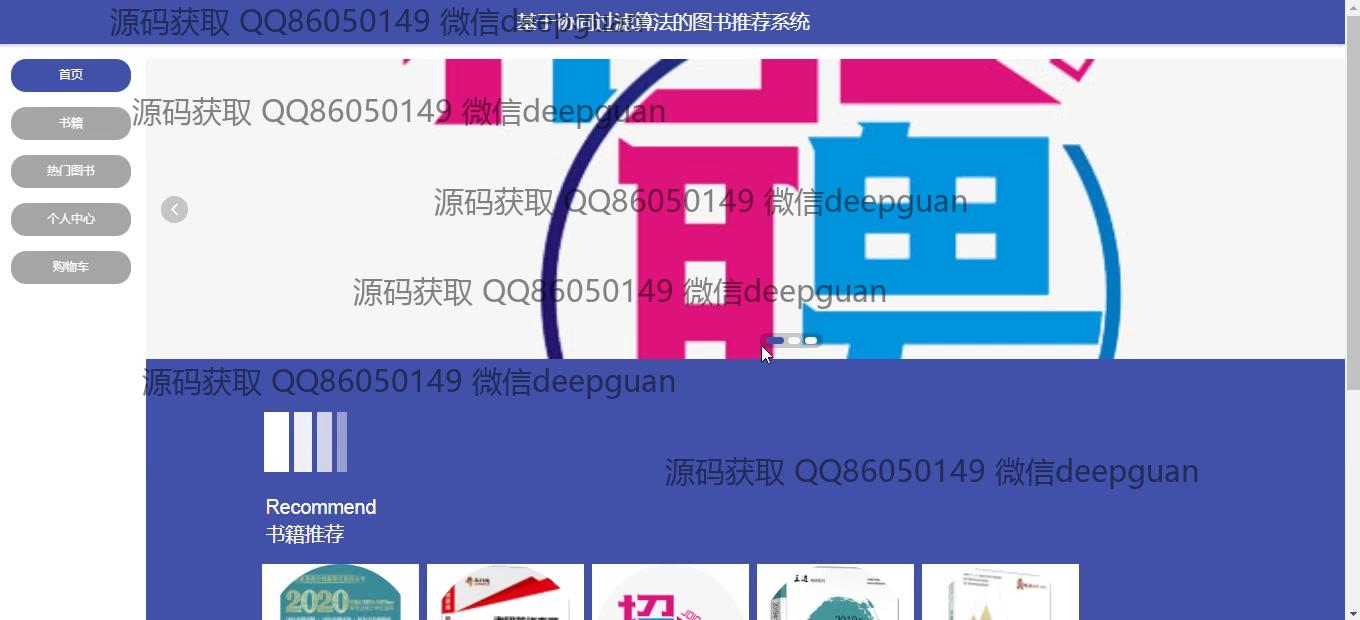 基于协同过滤算法的图书推荐系统
源码获取 QQ86050149 微信deepguan
首页
源码获取 QQ86050149 微信deepguan
书籍
热门图书
源码获取 QQ86050149 微信deepguan
个人中心
购物车
源码获取 QQ86050149 微信deepguan
源码获取 QQ86050149 微信deepguan
源码获取 QQ86050149 微信deepguan
Recommend
书籍推荐
2020
招